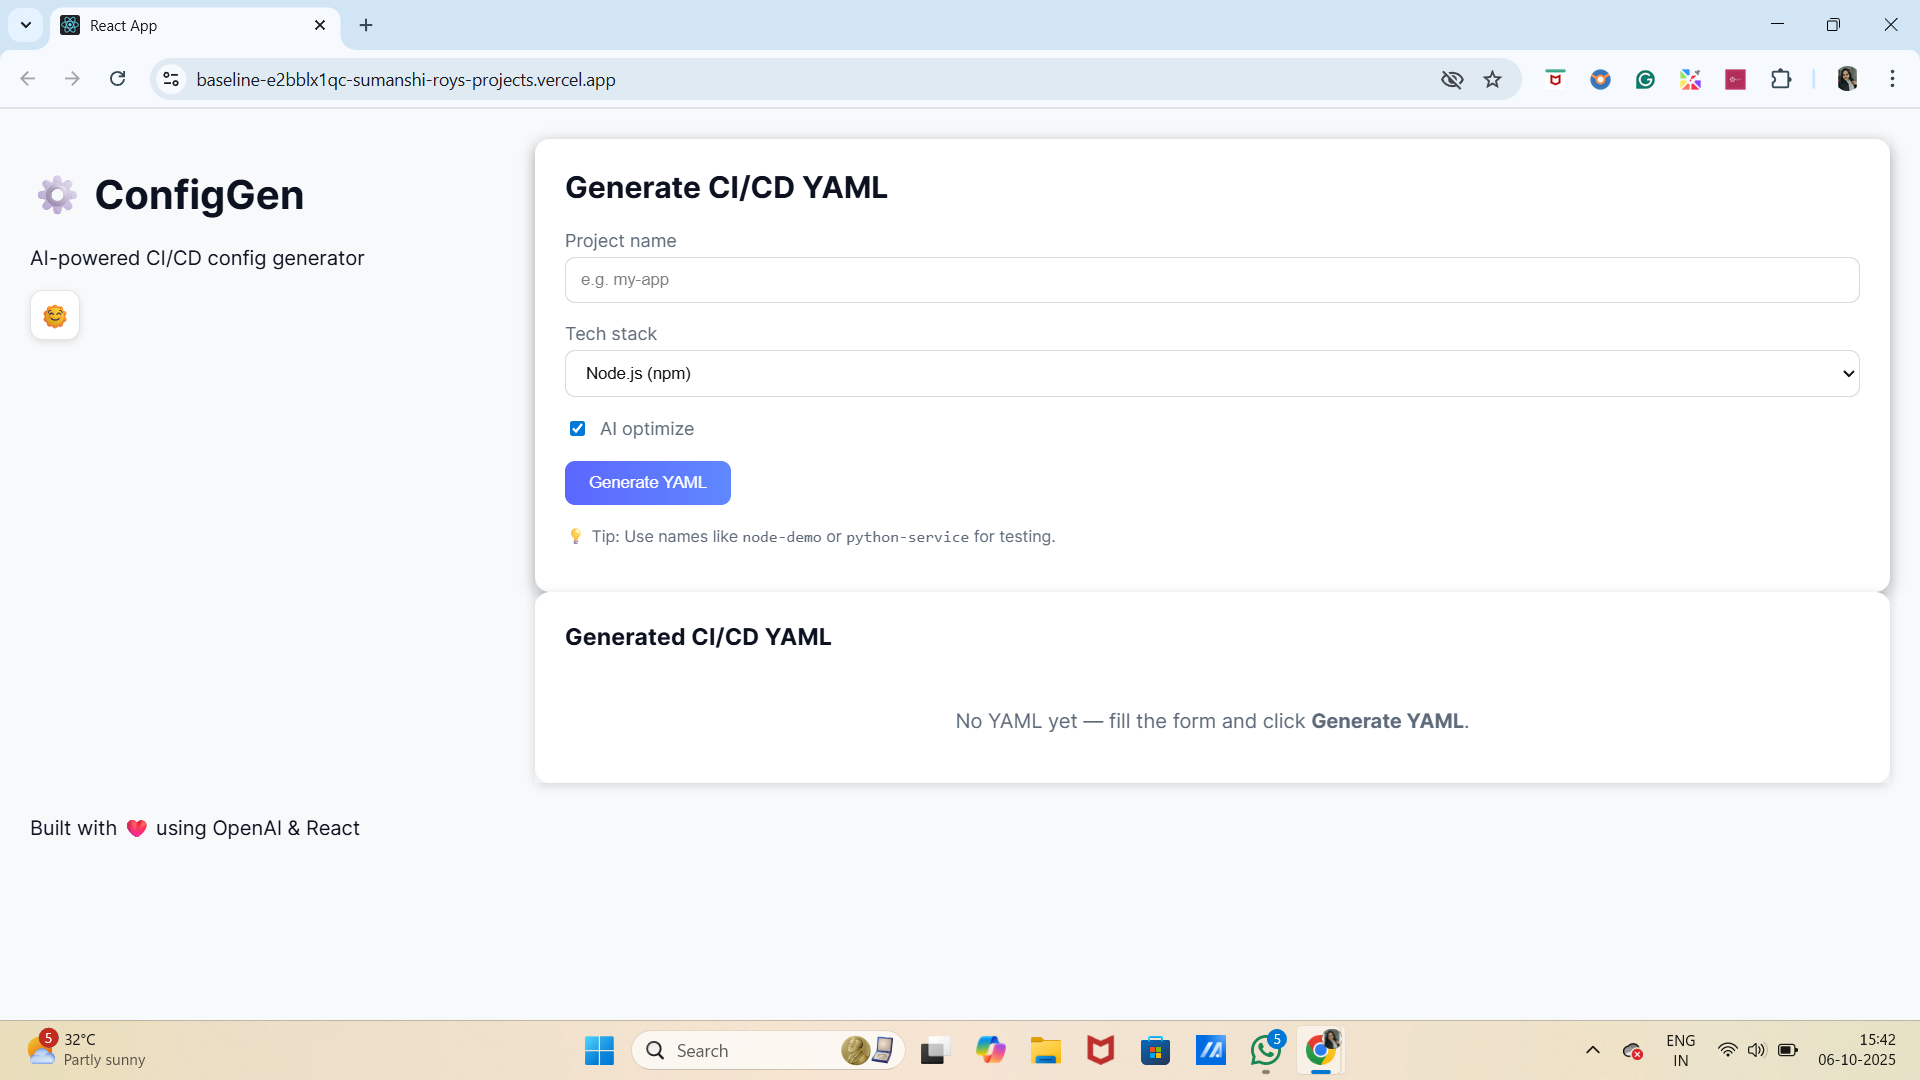 React App
baseline-e2bblx1qc-sumanshi-roys-projects.vercel.app
ConfigGen
AI-powered CI/CD config generator
Generate CI/CD YAML
Project name
e.g. my-app
Tech stack
Node.js (npm)
AI optimize
Generate YAML
Tip: Use names like node-demo or python-service for testing.
Generated CI/CD YAML
No YAML yet — fill the form and click Generate YAML.
Built with ❤️ using OpenAI & React
5
32°C
Partly sunny
Search
5
ENG
IN
15:42
06-10-2025